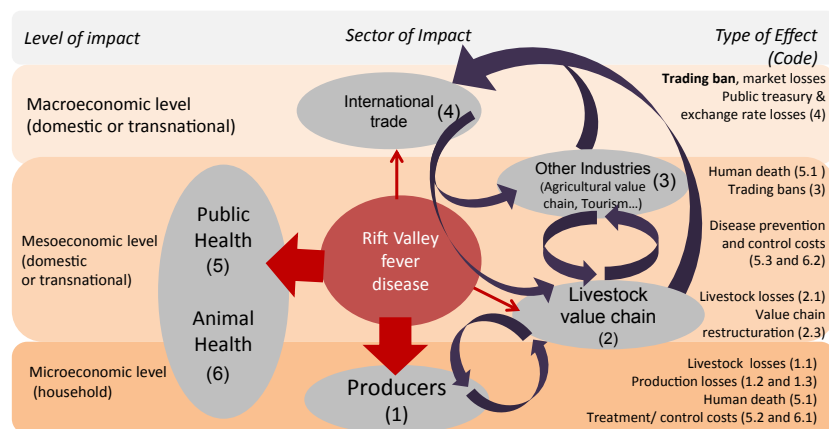 Level of impact
Sector of Impact
Type of Effect
(Code)
Macroeconomic level
(domestic or transnational)
International
trade (4)
Trading ban, market losses
Public treasury &
exchange rate losses (4)
Mesoeconomic level
(domestic
or transnational)
Public
Health
(5)
Animal
Health
(6)
Rift Valley
fever
disease
Other Industries
(Agricultural value
chain, Tourism...)
(3)
Livestock
value chain
(2)
Human death (5.1 )
Trading bans (3)
Disease prevention
and control costs
(5.3 and 6.2)
Livestock losses (2.1)
Value chain
restructuration (2.3)
Microeconomic level
(household)
Producers
(1)
Livestock losses (1.1)
Production losses (1.2 and 1.3)
Human death (5.1)
Treatment/ control costs (5.2 and 6.1)